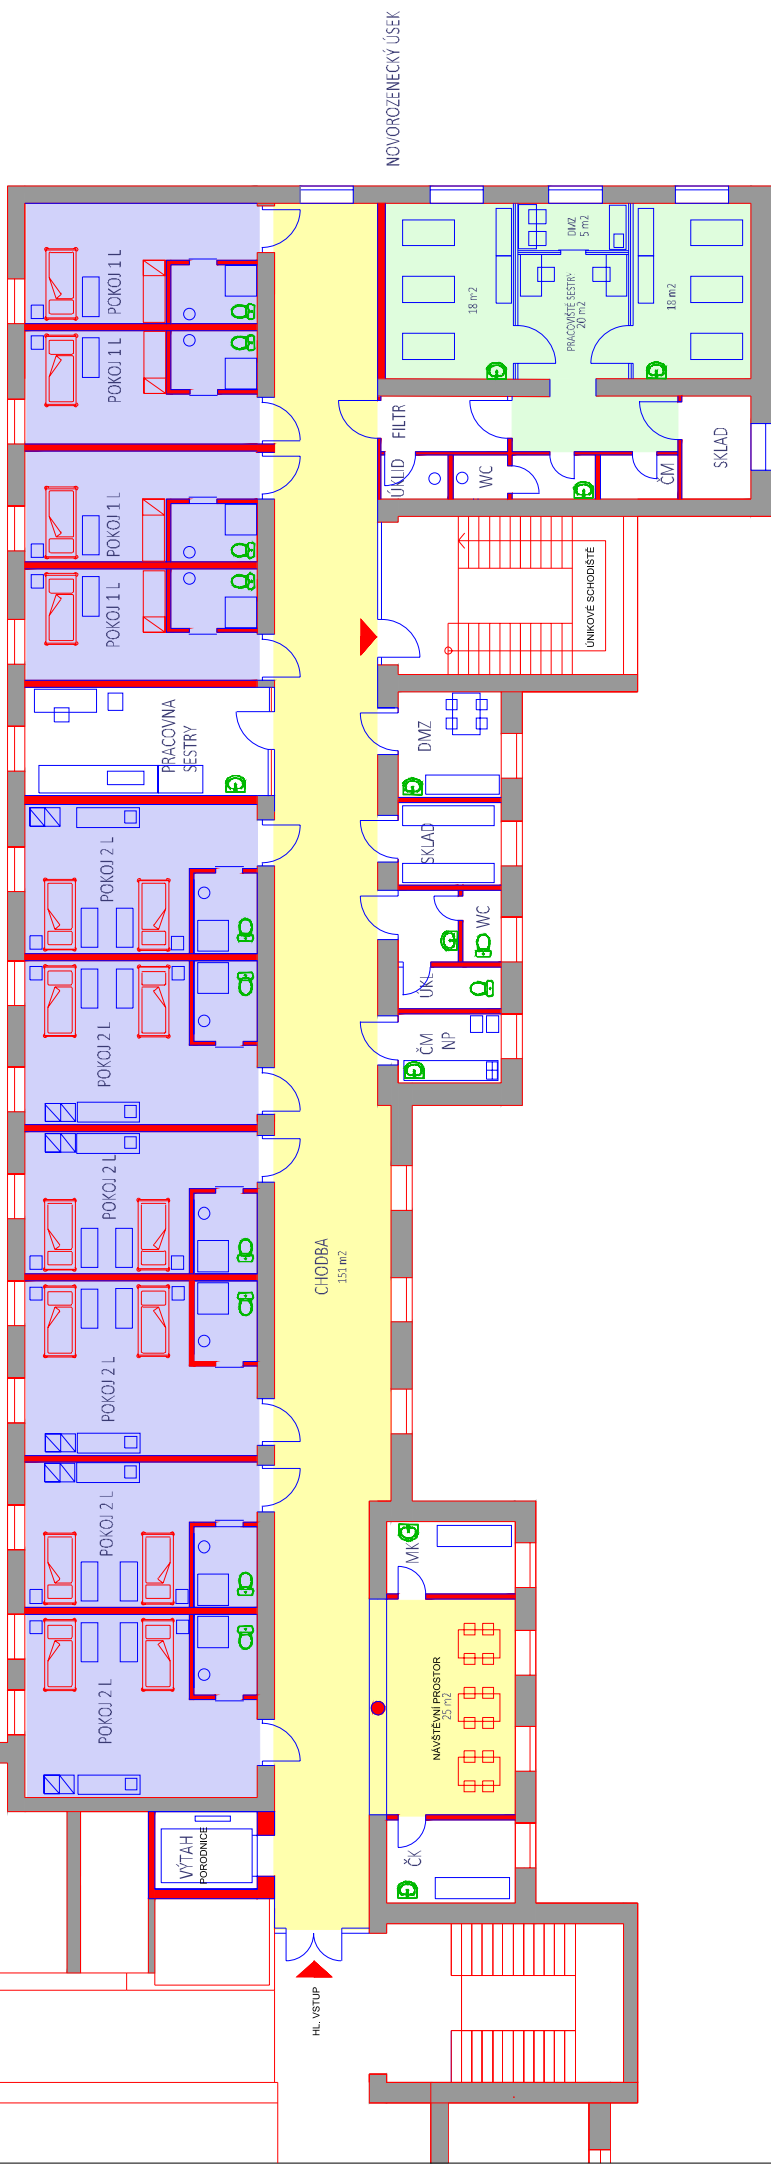 NOVOROZENECKÝ ÚSEK
POKOJ 1 L
POKOJ 1 L
POKOJ 1 L
POKOJ 1 L
PRACOVNA
SESTRY
POKOJ 2 L
POKOJ 2 L
POKOJ 2 L
POKOJ 2 L
POKOJ 2 L
POKOJ 2 L
VÝTAH
PORODNICE
CHODBA
151 m2
HL. VSTUP
18 m2
DMZ
5 m2
PRACOVIŠTĚ SESTRY
20 m2
18 m2
FILTR
ÚKLID
WC
ČM
SKLAD
ÚNIKOVÉ SCHODIŠTĚ
DMZ
SKLAD
WC
ÚKL
ČM
NP
MK
NÁVŠTĚVNÍ PROSTOR
25 m2
ČK